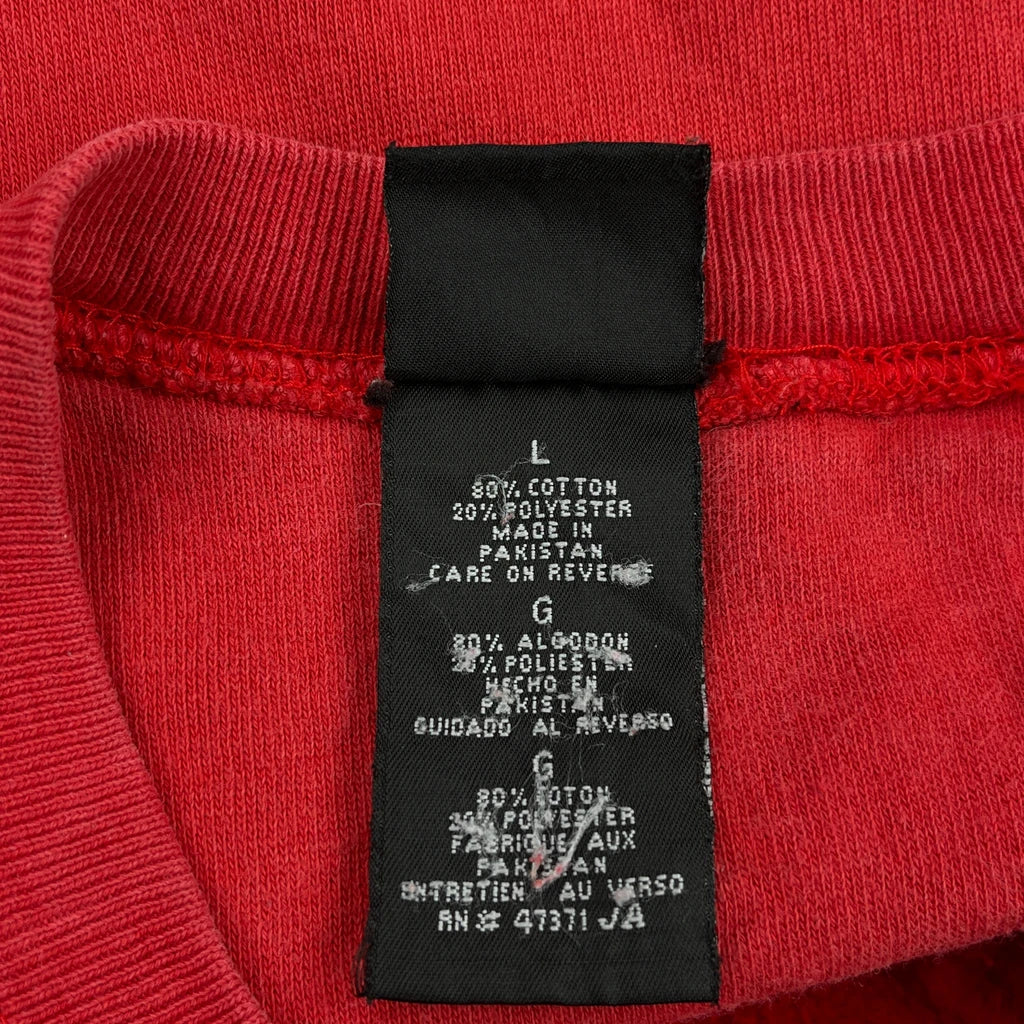 L
80% COTTON
20% POLYESTER
MADE IN
PAKISTAN
CARE ON REVERSE
G
80% ALGODON
20% POLIESTER
HECHO EN
PAKISTAN
CUIDADO AL REVERSO
G
80% COTON
20% POLYESTER
FABRIQUE AUX
PAKISTAN
ENTRETIEN AU VERSO
RN # 47371 JA